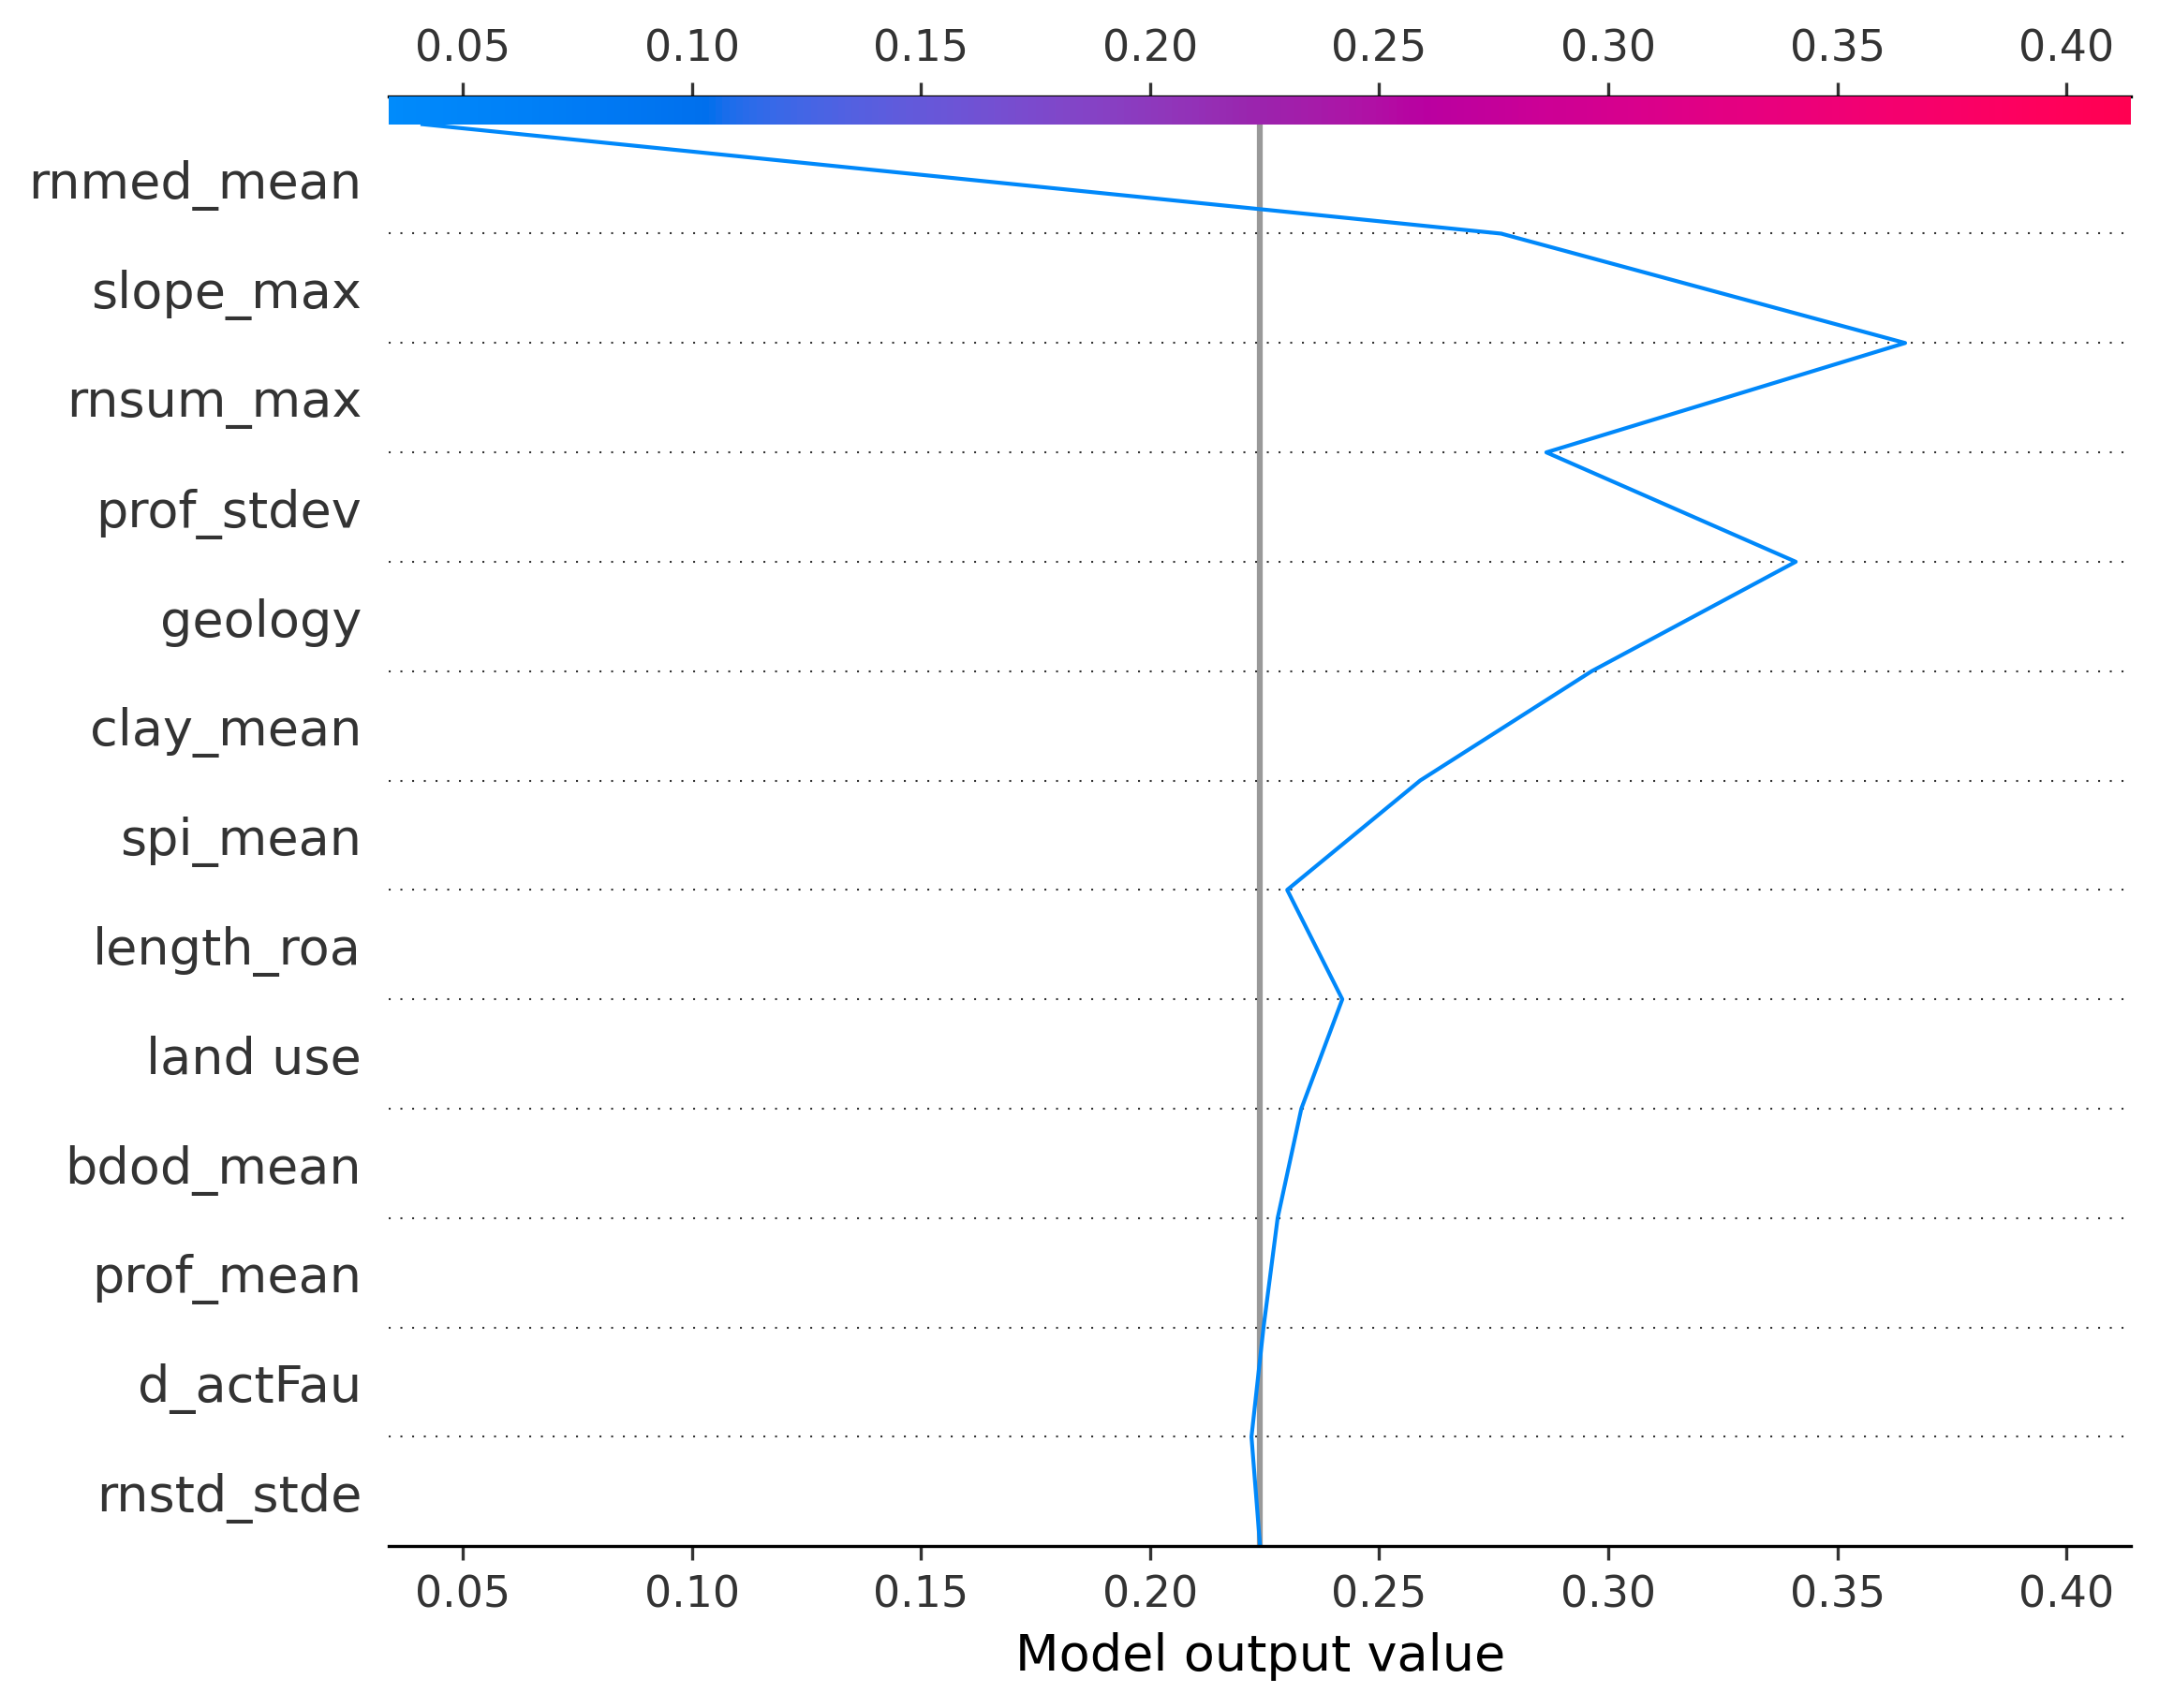 0.05 0.10 0.15 0.20 0.25 0.30 0.35 0.40
rnmed_mean
slope_max
rnsum_max
prof_stdev
geology
clay_mean
spi_mean
length_roa
land use
bdod_mean
prof_mean
d_actFau
rnstd_stde
0.05 0.10 0.15 0.20 0.25 0.30 0.35 0.40
Model output value